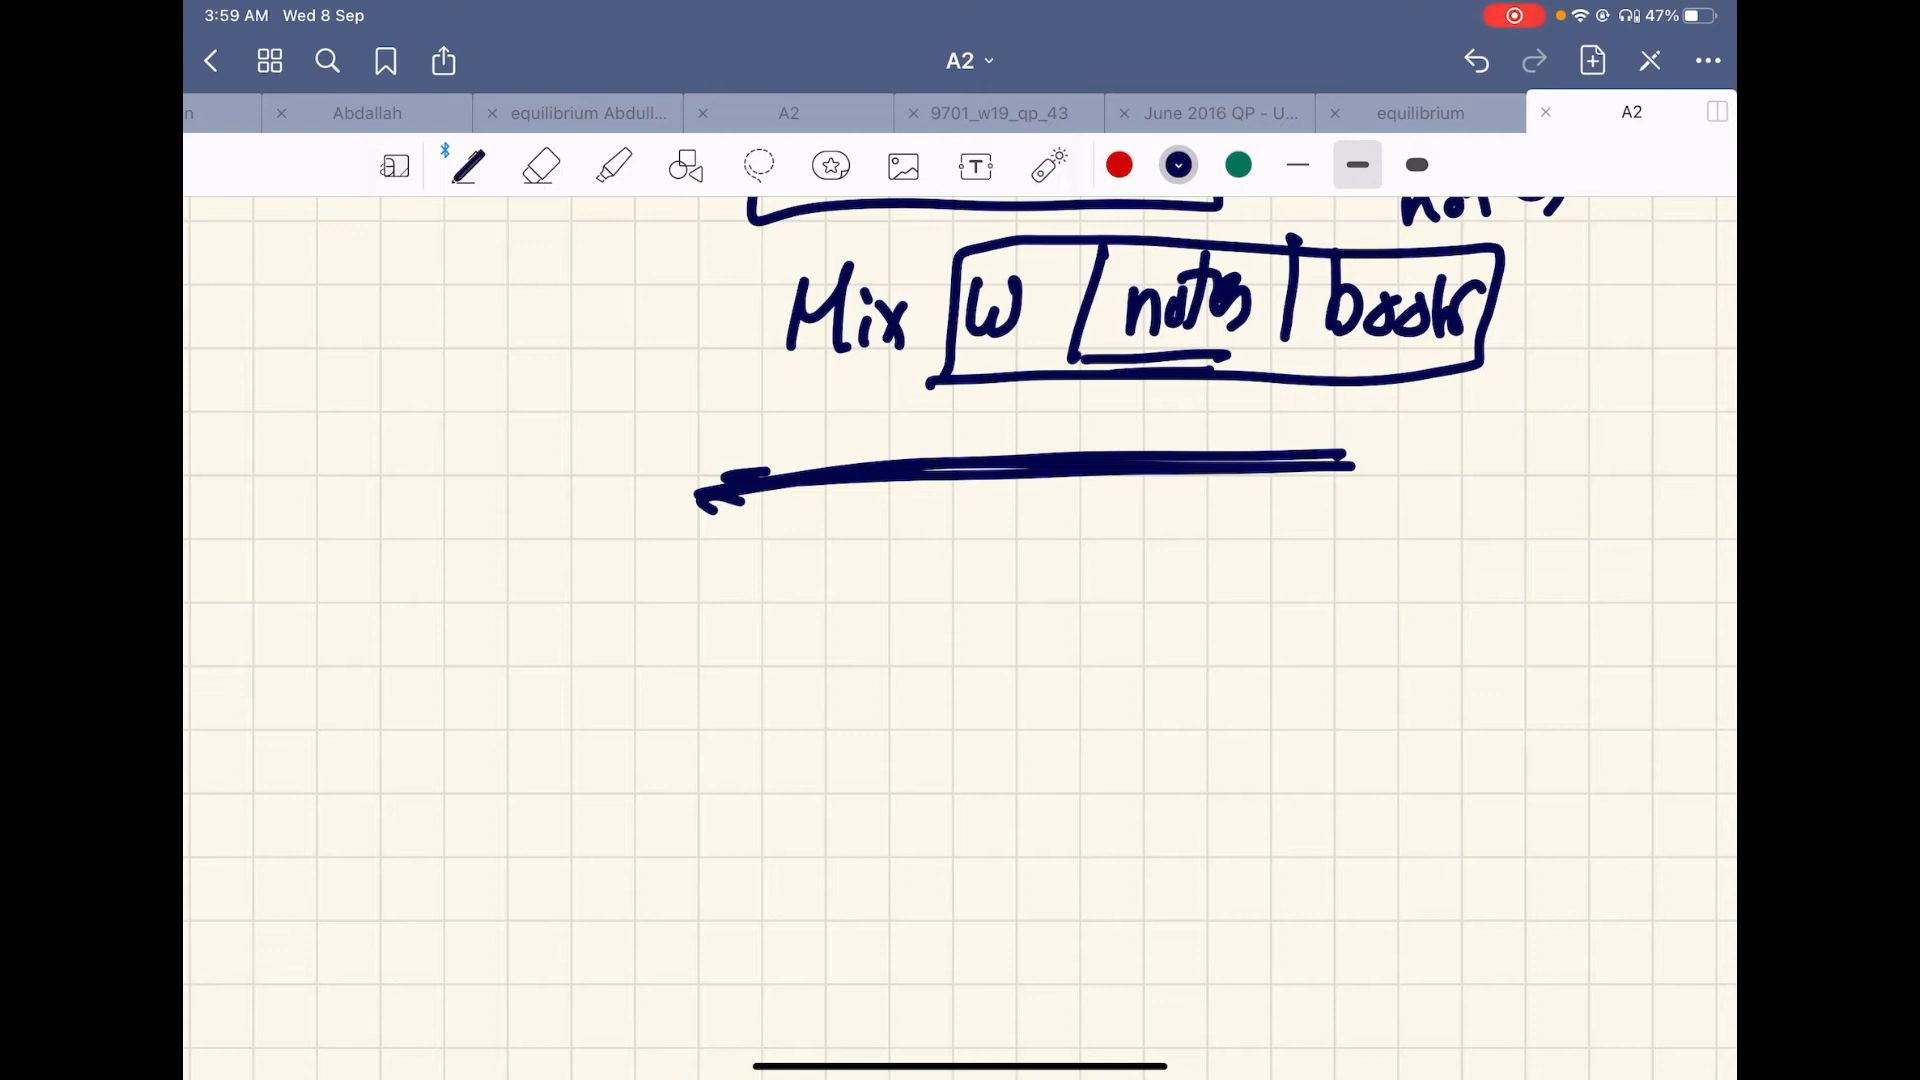 3:59 AM Wed 8 Sep 47%
A2
n Abdallah equilibrium Abdull... A2 9701_w19_qp_43 June 2016 QP - U... equilibrium A2
Mix W / notes | book